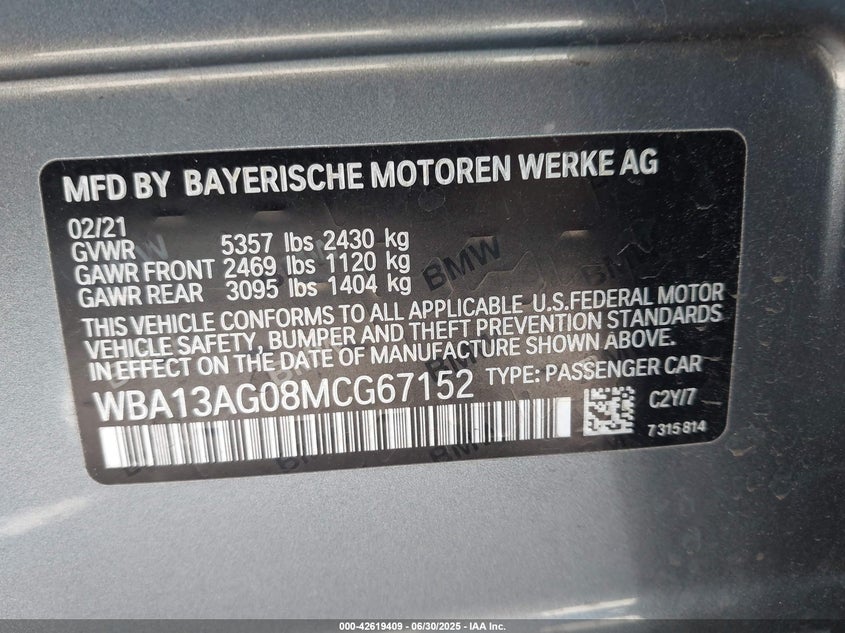 MFD BY BAYERISCHE MOTOREN WERKE AG
02/21
GVWR 5357 lbs 2430 kg
GAWR FRONT 2469 lbs 1120 kg
GAWR REAR 3095 lbs 1404 kg
THIS VEHICLE CONFORMS TO ALL APPLICABLE U.S.FEDERAL MOTOR
VEHICLE SAFETY, BUMPER AND THEFT PREVENTION STANDARDS
IN EFFECT ON THE DATE OF MANUFACTURE SHOWN ABOVE.
WBA13AG08MCG67152 TYPE: PASSENGER CAR
C2Y/7
7315814
BMW
000-42619409 - 06/30/2025 - IAA Inc.